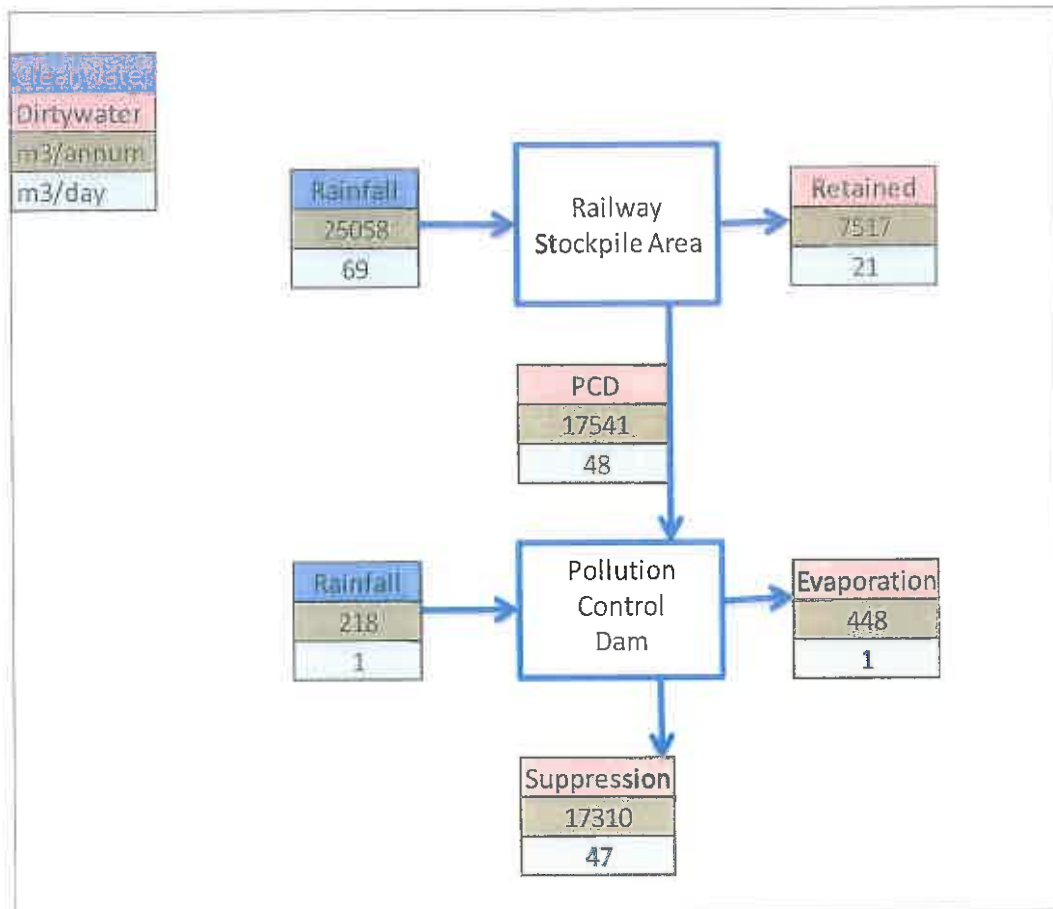 Clearwater
Dirtywater
m3/annum
m3/day
Rainfall
25058
69
Railway
Stockpile Area
Retained
7517
21
PCD
17541
48
Rainfall
218
1
Pollution
Control
Dam
Evaporation
448
1
Suppression
17310
47